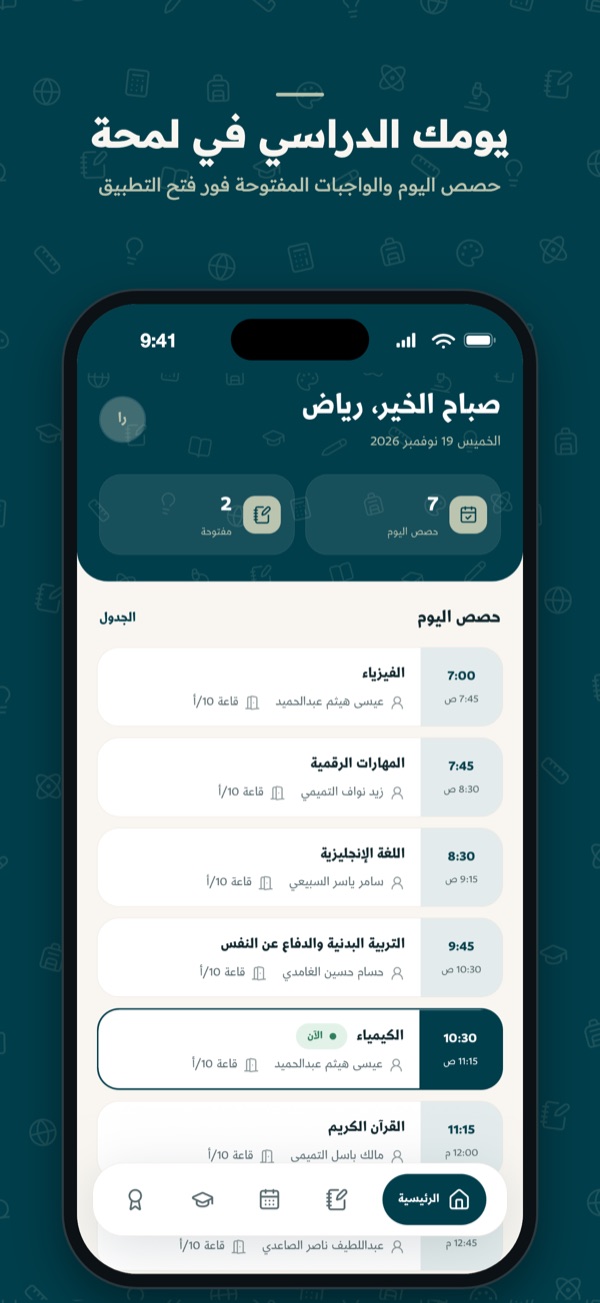 يومك الدراسي في لمحة
حصص اليوم والواجبات المفتوحة فور فتح التطبيق
9:41
صباح الخير، رياض
را
الخميس 19 نوفمبر 2026
7
حصص اليوم
2
مفتوحة
حصص اليوم
الجدول
7:00
7:45 ص
الفيزياء
عيسى هيثم عبدالحميد
قاعة 10/أ
7:45
8:30 ص
المهارات الرقمية
زيد نواف التميمي
قاعة 10/أ
8:30
9:15 ص
اللغة الإنجليزية
سامر ياسر السبيعي
قاعة 10/أ
9:45
10:30 ص
التربية البدنية والدفاع عن النفس
حسام حسين الغامدي
قاعة 10/أ
10:30
11:15 ص
الكيمياء
الآن
عيسى هيثم عبدالحميد
قاعة 10/أ
11:15
12:00 م
القرآن الكريم
مالك باسل التميمي
قاعة 10/أ
الرئيسية
12:45 م
عبداللطيف ناصر الصاعدي
قاعة 10/أ